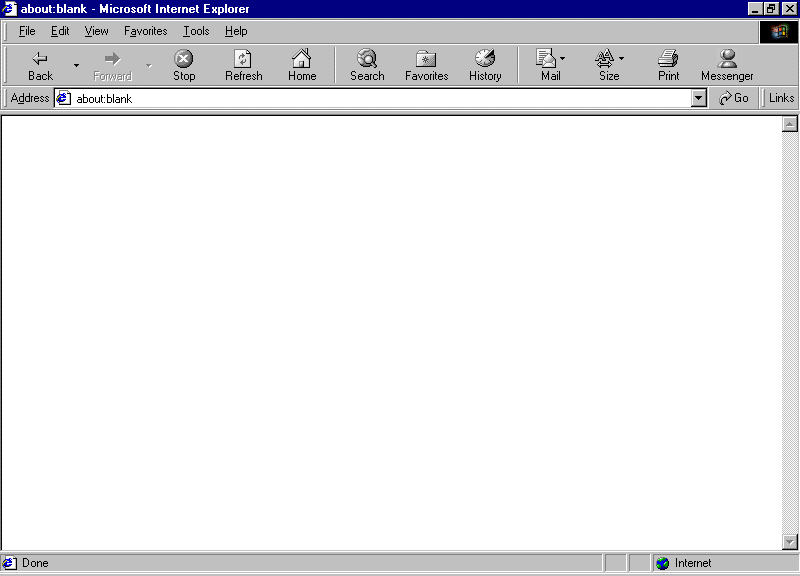 about:blank - Microsoft Internet Explorer
File Edit View Favorites Tools Help
Back Forward Stop Refresh Home Search Favorites History Mail Size Print Messenger
Address about:blank Go Links
Done Internet